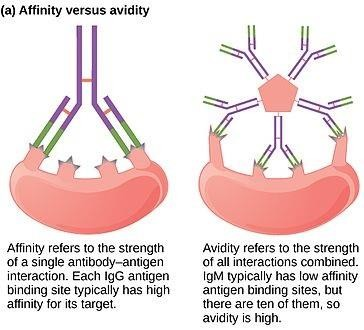 (a) Affinity versus avidity
Affinity refers to the strength
of a single antibody–antigen
interaction. Each IgG antigen
binding site typically has high
affinity for its target.
Avidity refers to the strength
of all interactions combined.
IgM typically has low affinity
antigen binding sites, but
there are ten of them, so
avidity is high.